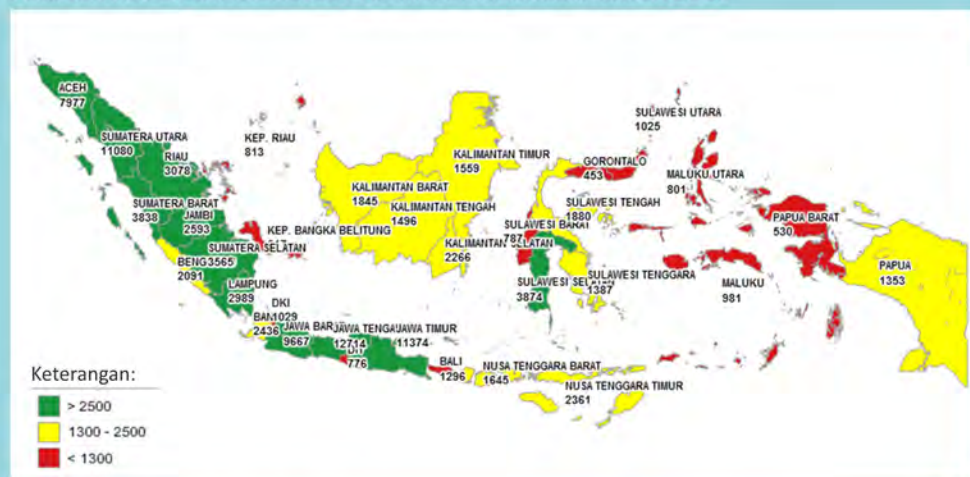 ACEH
7977
SUMATERA UTARA
11080
RIAU
3078
KEP. RIAU
813
SUMATERA BARAT
3838
JAMBI
2593
KEP. BANGKA BELITUNG
SUMATERA SELATAN
3565
BENG
2091
LAMPUNG
2989
DKI
1029
BAN
2436
JAWA BAR
9667
JAWA TENGA
12714
JAWA TIMUR
11374
DIY
776
BALI
1296
NUSA TENGGARA BARAT
1645
NUSA TENGGARA TIMUR
2361
KALIMANTAN BARAT
1845
KALIMANTAN TENGAH
1496
KALIMANTAN TIMUR
1559
KALIMANTAN SELATAN
2266
SULAWESI UTARA
1025
GORONTALO
453
SULAWESI TENGAH
1880
SULAWESI BARAT
787
SULAWESI SELATAN
3874
SULAWESI TENGGARA
1387
MALUKU UTARA
801
MALUKU
981
PAPUA BARAT
530
PAPUA
1353
Keterangan:
> 2500
1300 - 2500
< 1300